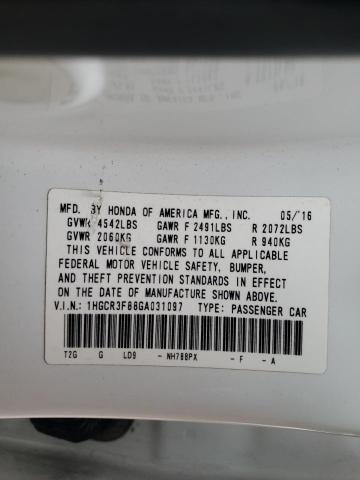 MFD. BY HONDA OF AMERICA MFG., INC. 05/16
GVWR 4542LBS GAWR F 2491LBS R 2072LBS
GVWR 2060KG GAWR F 1130KG R 940KG
THIS VEHICLE CONFORMS TO ALL APPLICABLE
FEDERAL MOTOR VEHICLE SAFETY, BUMPER,
AND THEFT PREVENTION STANDARDS IN EFFECT
ON THE DATE OF MANUFACTURE SHOWN ABOVE.
V.I.N.: 1HGCR3F88GA031097 TYPE: PASSENGER CAR
T2G G LD9 - NH788PX - F - A